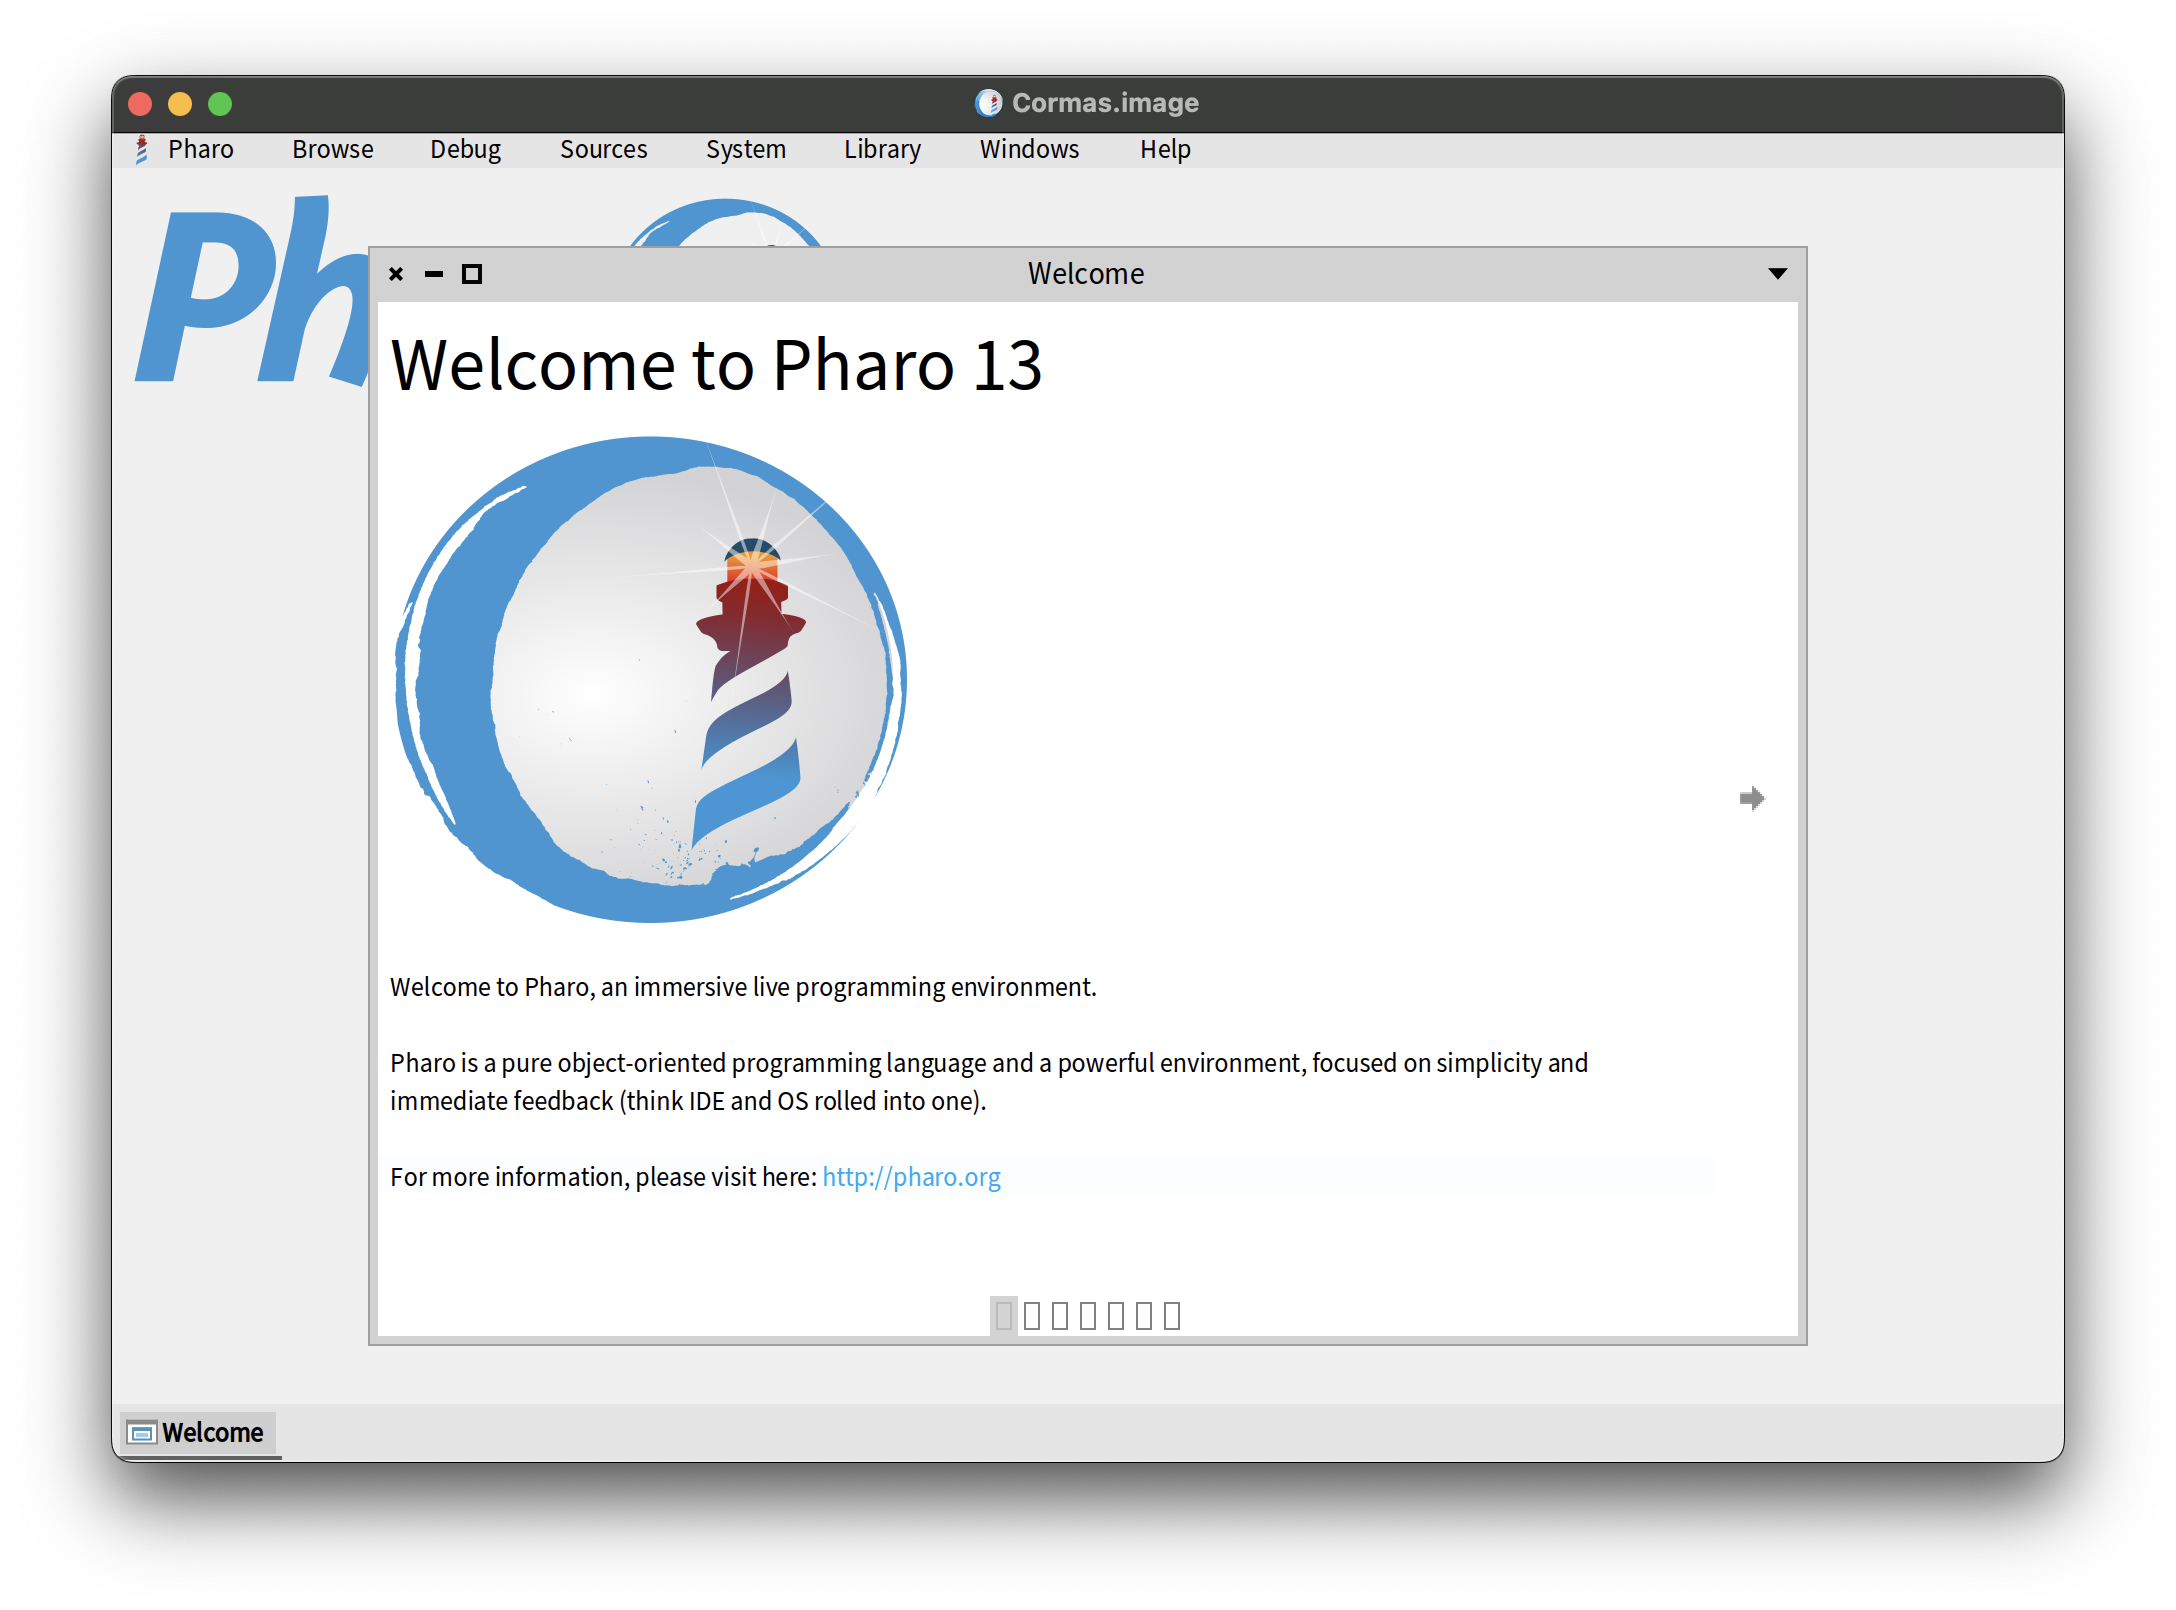 Cormas.image
Pharo Browse Debug Sources System Library Windows Help
Ph
Welcome
Welcome to Pharo 13
Welcome to Pharo, an immersive live programming environment.
Pharo is a pure object-oriented programming language and a powerful environment, focused on simplicity and
immediate feedback (think IDE and OS rolled into one).
For more information, please visit here: http://pharo.org
Welcome